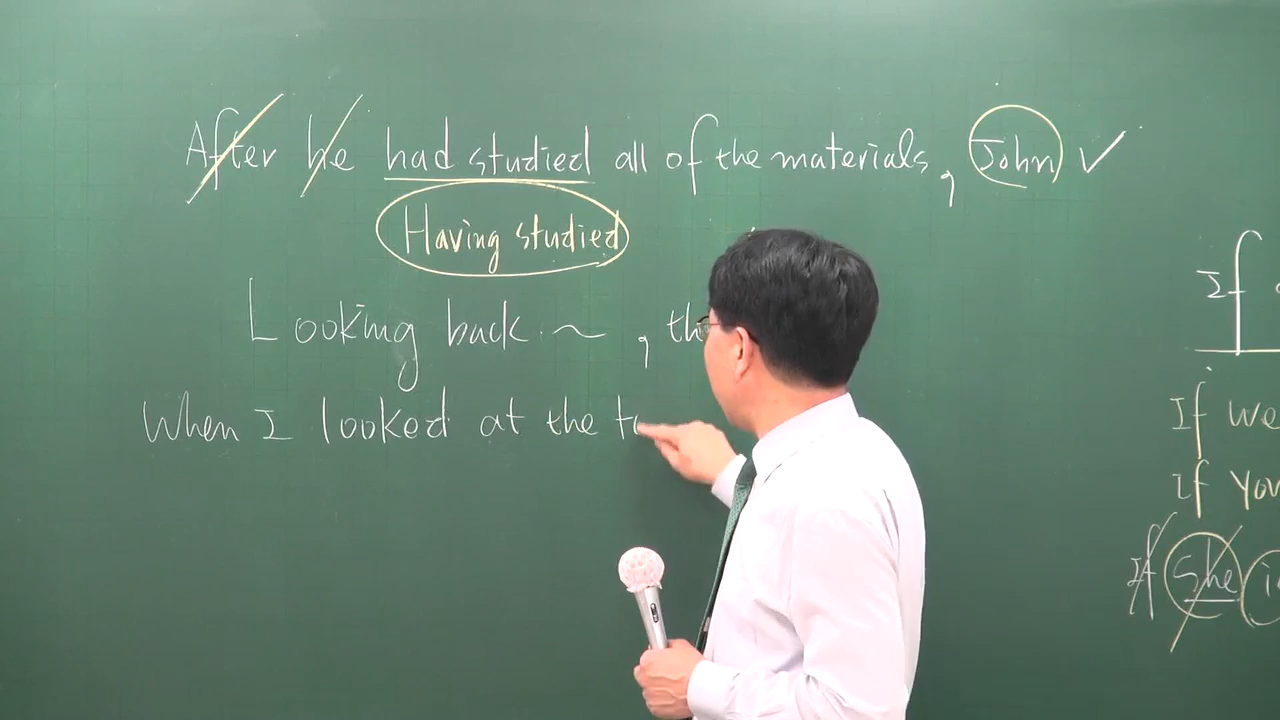 After he had studied all of the materials, John ✓
Having studied
Looking back ~ ,
When I looked at the
If
If we
If you
If she